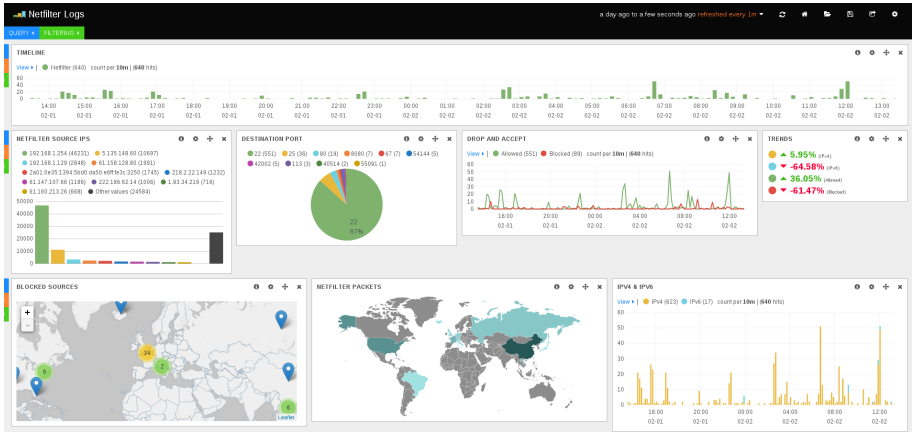 Netfilter Logs
a day ago to a few seconds ago refreshed every 1m
QUERY
FILTERING
TIMELINE
View | Netfilter (640) count per 10m | (640 hits)
60
40
20
0
14:00 15:00 16:00 17:00 18:00 19:00 20:00 21:00 22:00 23:00 00:00 01:00 02:00 03:00 04:00 05:00 06:00 07:00 08:00 09:00 10:00 11:00 12:00 13:00
02-01 02-01 02-01 02-01 02-01 02-01 02-01 02-01 02-01 02-01 02-02 02-02 02-02 02-02 02-02 02-02 02-02 02-02 02-02 02-02 02-02 02-02 02-02 02-02
NETFILTER SOURCE IPS
192.168.1.254 (46231) 5.135.148.60 (10697)
192.168.1.129 (2848) 61.158.128.80 (1901)
218.2.22.149 (1232)
61.147.107.66 (1186) 222.186.62.14 (1006) 1.93.34.219 (718)
61.160.213.26 (668) Other values (24584)
50000
40000
30000
20000
10000
0
DESTINATION PORT
22 (551) 25 (36) 80 (19) 8080 (7) 67 (7) 54144 (5)
42002 (5) 113 (3) 40514 (2) 55091 (1)
22
87%
DROP AND ACCEPT
View | Allowed (551) Blocked (89) count per 10m | (640 hits)
60
50
40
30
20
10
0
16:00 20:00 00:00 04:00 08:00 12:00
02-01 02-01 02-02 02-02 02-02 02-02
TRENDS
5.95% (IPv4)
-64.58% (IPv6)
36.05% (Allowed)
-61.47% (Blocked)
BLOCKED SOURCES
+
-
34
2
6
6
Leaflet
NETFILTER PACKETS
IPV4 & IPV6
View | IPv4 (623) IPv6 (17) count per 10m | (640 hits)
60
50
40
30
20
10
0
16:00 20:00 00:00 04:00 08:00 12:00
02-01 02-01 02-02 02-02 02-02 02-02